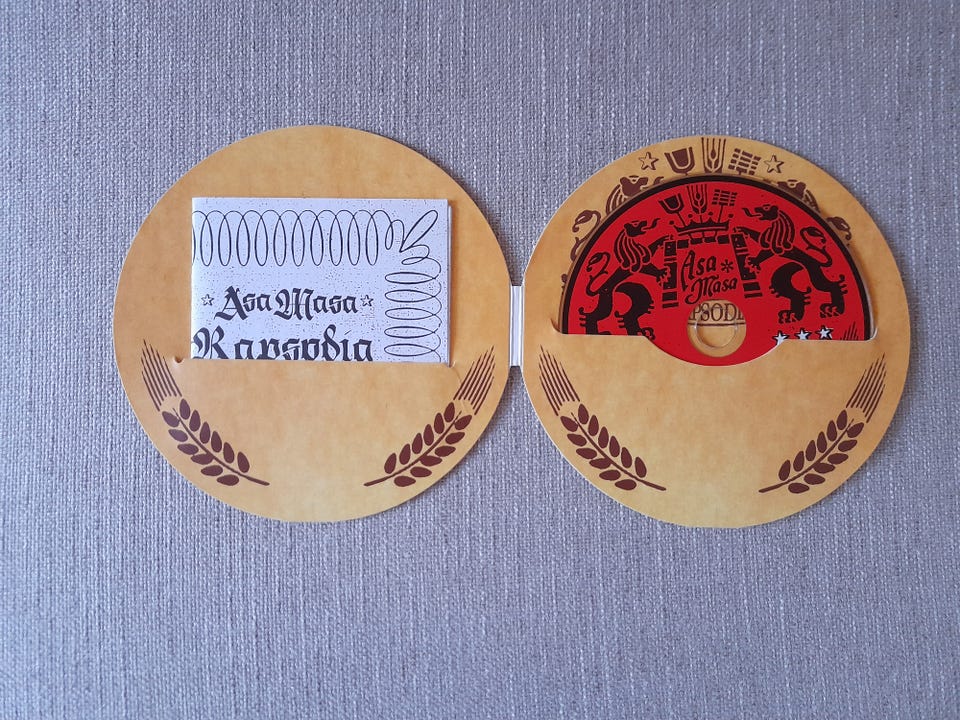 ☆ Asa Masa ☆
Rapsodia
Asa
Masa
PSODI